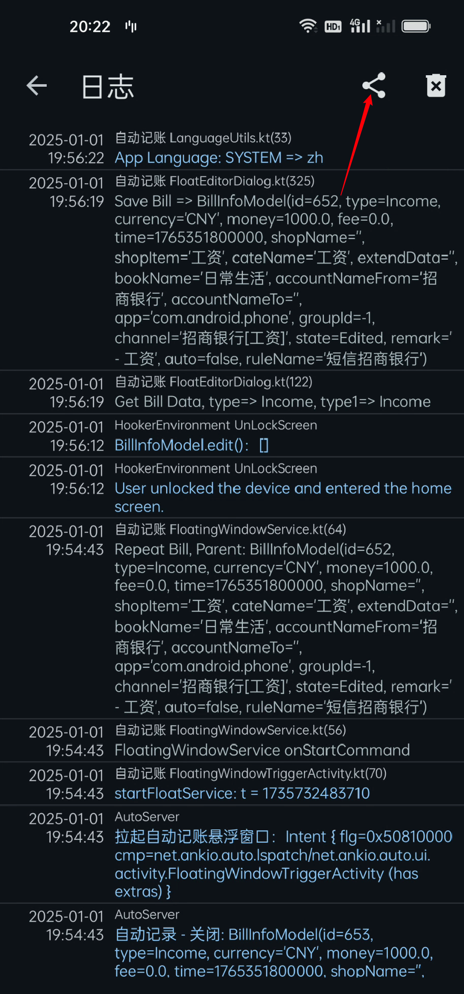 20:22
HD1 4G
日志
2025-01-01 自动记账 LanguageUtils.kt(33)
19:56:22 App Language: SYSTEM => zh
2025-01-01 自动记账 FloatEditorDialog.kt(325)
19:56:19 Save Bill => BillInfoModel(id=652, type=Income,
currency='CNY', money=1000.0, fee=0.0,
time=1765351800000, shopName='',
shopItem='工资', cateName='工资', extendData='',
bookName='日常生活', accountNameFrom='招
商银行', accountNameTo='',
app='com.android.phone', groupId=-1,
channel='招商银行[工资]', state=Edited, remark='
- 工资', auto=false, ruleName='短信招商银行')
2025-01-01 自动记账 FloatEditorDialog.kt(122)
19:56:19 Get Bill Data, type=> Income, type1=> Income
2025-01-01 HookerEnvironment UnLockScreen
19:56:12 BillInfoModel.edit()：[]
2025-01-01 HookerEnvironment UnLockScreen
19:56:12 User unlocked the device and entered the home
screen.
2025-01-01 自动记账 FloatingWindowService.kt(64)
19:54:43 Repeat Bill, Parent: BillInfoModel(id=652,
type=Income, currency='CNY', money=1000.0,
fee=0.0, time=1765351800000, shopName='',
shopItem='工资', cateName='工资', extendData='',
bookName='日常生活', accountNameFrom='招
商银行', accountNameTo='',
app='com.android.phone', groupId=-1,
channel='招商银行[工资]', state=Edited, remark='
- 工资', auto=false, ruleName='短信招商银行')
2025-01-01 自动记账 FloatingWindowService.kt(56)
19:54:43 FloatingWindowService onStartCommand
2025-01-01 自动记账 FloatingWindowTriggerActivity.kt(70)
19:54:43 startFloatService: t = 1735732483710
2025-01-01 AutoServer
19:54:43 拉起自动记账悬浮窗口：Intent { flg=0x50810000
cmp=net.ankio.auto.lspatch/net.ankio.auto.ui.
activity.FloatingWindowTriggerActivity (has
extras) }
2025-01-01 AutoServer
19:54:43 自动记录 - 关闭: BillInfoModel(id=653,
type=Income, currency='CNY', money=1000.0,
fee=0.0, time=1765351800000, shopName='',